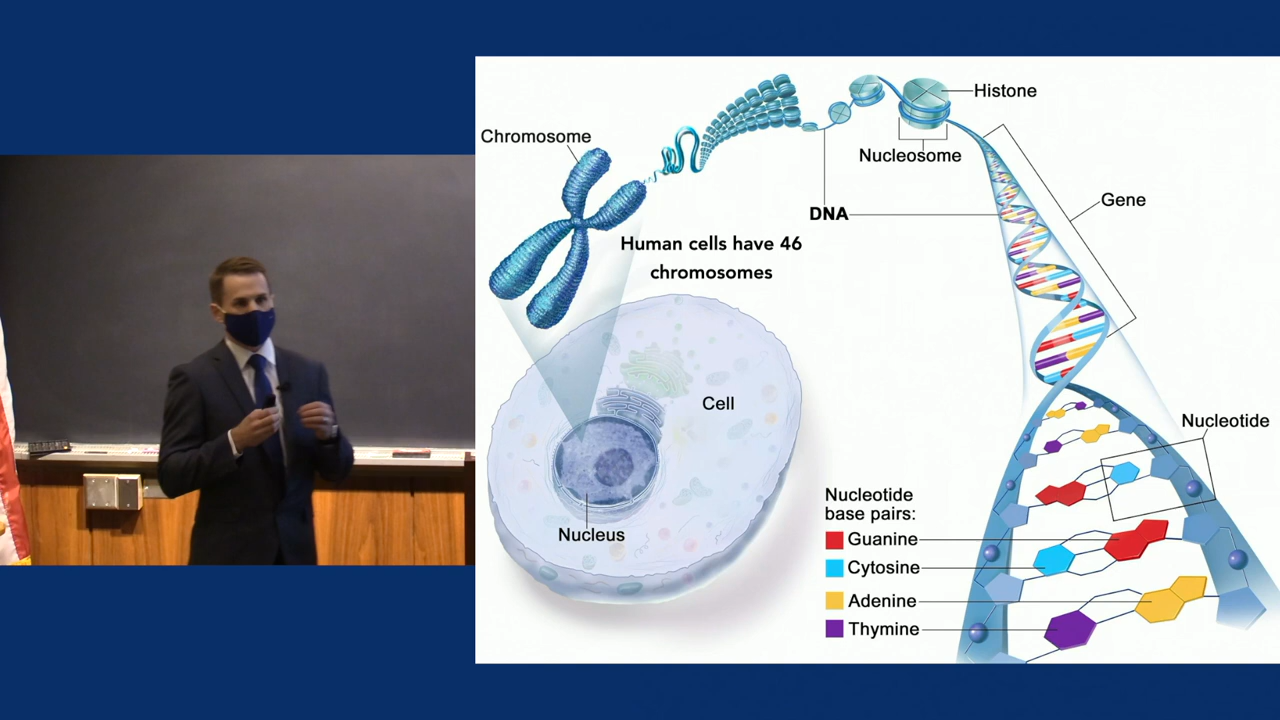 Histone
Chromosome
Nucleosome
Gene
DNA
Human cells have 46
chromosomes
Cell
Nucleotide
Nucleotide
base pairs:
Guanine
Nucleus
Cytosine
Adenine
Thymine